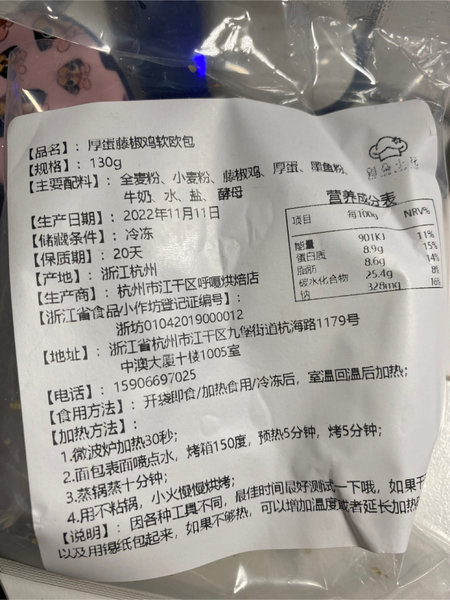 【品名】：厚蛋藤椒鸡软欧包
【规格】：130g
【主要配料】：全麦粉、小麦粉、藤椒鸡、厚蛋、墨鱼粉、
牛奶、水、盐、酵母
【生产日期】：2022年11月11日
【储藏条件】：冷冻
【保质期】：20天
【产地】：浙江杭州
【生产商】：杭州市江干区呼嘎烘焙店
【浙江省食品小作坊登记证编号】：
浙坊01042019000012
【地址】：浙江省杭州市江干区九堡街道杭海路1179号
中澳大厦十幢1005室
【电话】：15906697025
【食用方法】：开袋即食/加热食用/冷冻后，室温回温后加热；
【加热方法】：
1.微波炉加热30秒；
2.面包表面喷点水，烤箱150度，预热5分钟，烤5分钟；
3.蒸锅蒸十分钟；
4.用不粘锅，小火慢慢烘烤；
【说明】：因各种工具不同，最佳时间最好测试一下哦，如果干
以及用锡纸包起来，如果不够热，可以增加温度或者延长加热
营养成分表
项目 每100g NRV%
能量 901KJ 11%
蛋白质 8.9g 15%
脂肪 8.6g 14%
碳水化合物 25.4g 8%
钠 328mg 16%